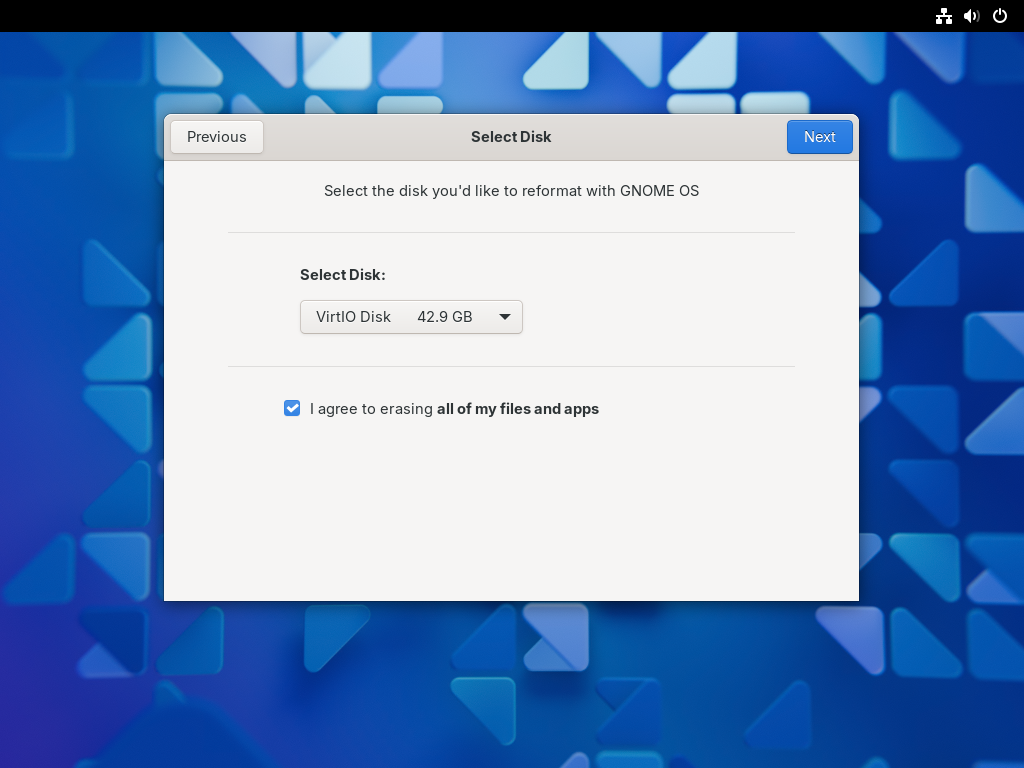 Previous
Select Disk
Next
Select the disk you'd like to reformat with GNOME OS
Select Disk:
VirtIO Disk 42.9 GB
I agree to erasing all of my files and apps